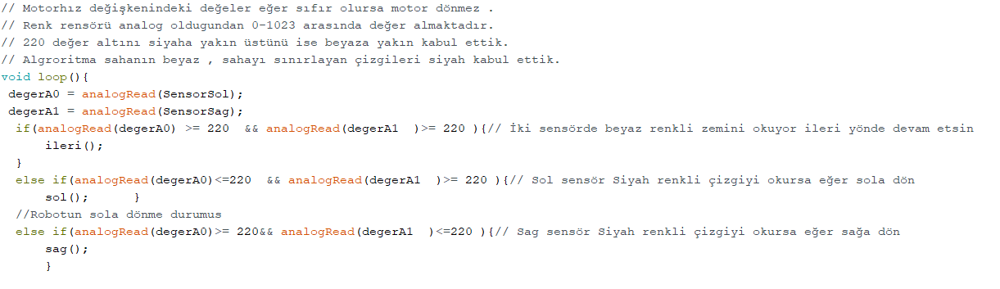 // Motorhız değişkenindeki değeler eğer sıfır olursa motor dönmez .
// Renk rensörü analog oldugundan 0-1023 arasında değer almaktadır.
// 220 değer altını siyaha yakın üstünü ise beyaza yakın kabul ettik.
// Algroritma sahanın beyaz , sahayı sınırlayan çizgileri siyah kabul ettik.
void loop(){
degerA0 = analogRead(SensorSol);
degerA1 = analogRead(SensorSag);
if(analogRead(degerA0) >= 220  && analogRead(degerA1  )>= 220 ){// İki sensörde beyaz renkli zemini okuyor ileri yönde devam etsin
ileri();
}
else if(analogRead(degerA0)<=220  && analogRead(degerA1  )>= 220 ){// Sol sensör Siyah renkli çizgiyi okursa eğer sola dön
sol();      }
//Robotun sola dönme durumus
else if(analogRead(degerA0)>= 220&& analogRead(degerA1  )<=220 ){// Sag sensör Siyah renkli çizgiyi okursa eğer sağa dön
sag();
}